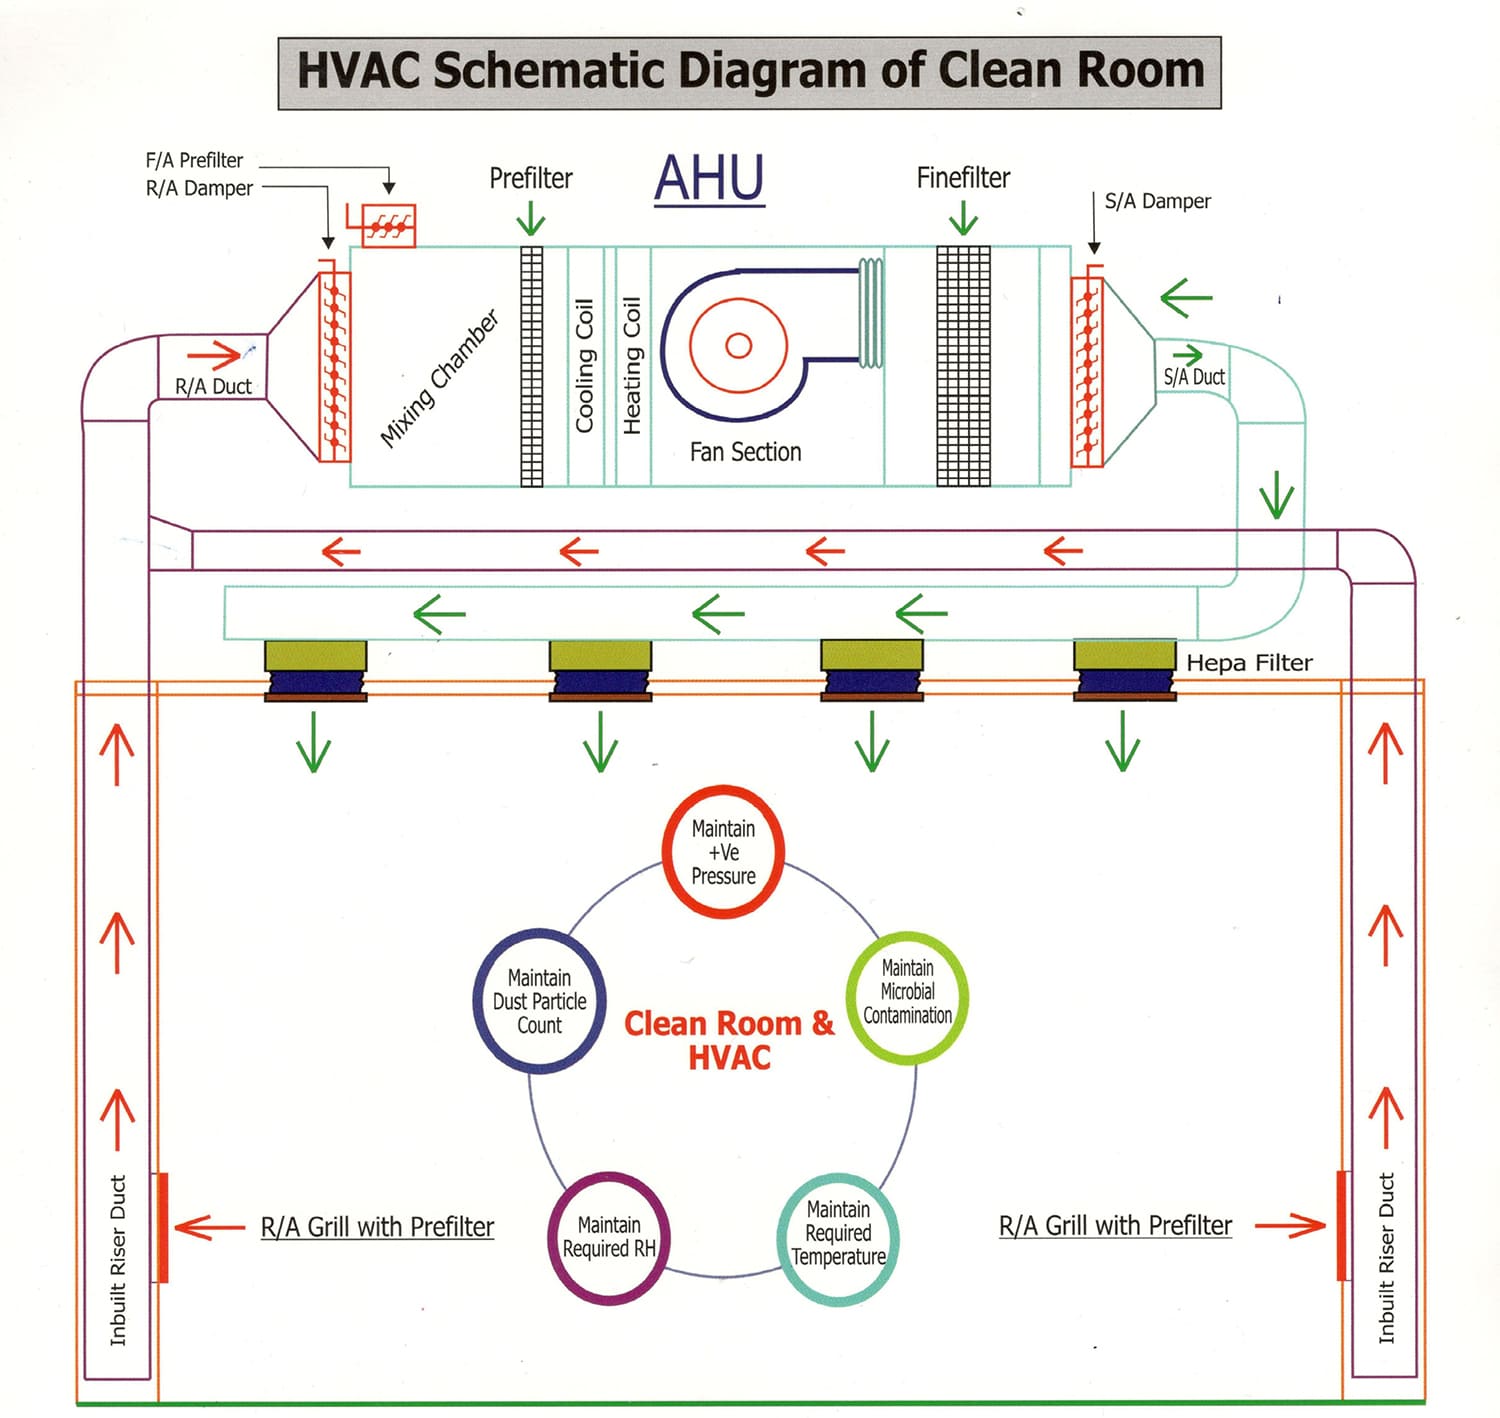 HVAC Schematic Diagram of Clean Room
F/A Prefilter
R/A Damper
Prefilter
AHU
Finefilter
S/A Damper
R/A Duct
Mixing Chamber
Cooling Coil
Heating Coil
Fan Section
S/A Duct
Hepa Filter
Maintain
+Ve
Pressure
Maintain
Dust Particle
Count
Maintain
Microbial
Contamination
Clean Room &
HVAC
Maintain
Required RH
Maintain
Required
Temperature
Inbuilt Riser Duct
R/A Grill with Prefilter
R/A Grill with Prefilter
Inbuilt Riser Duct